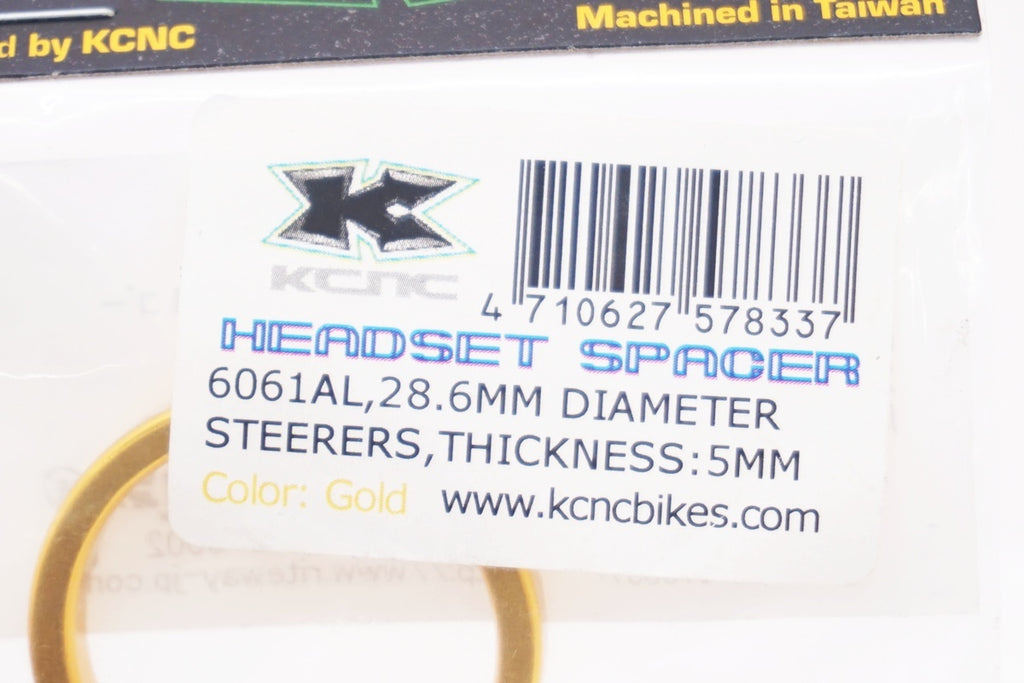 d by KCNC
Machined in Taiwan
KCNC
4 710627 578337
HEADSET SPACER
6061AL,28.6MM DIAMETER
STEERERS,THICKNESS:5MM
Color: Gold www.kcncbikes.com